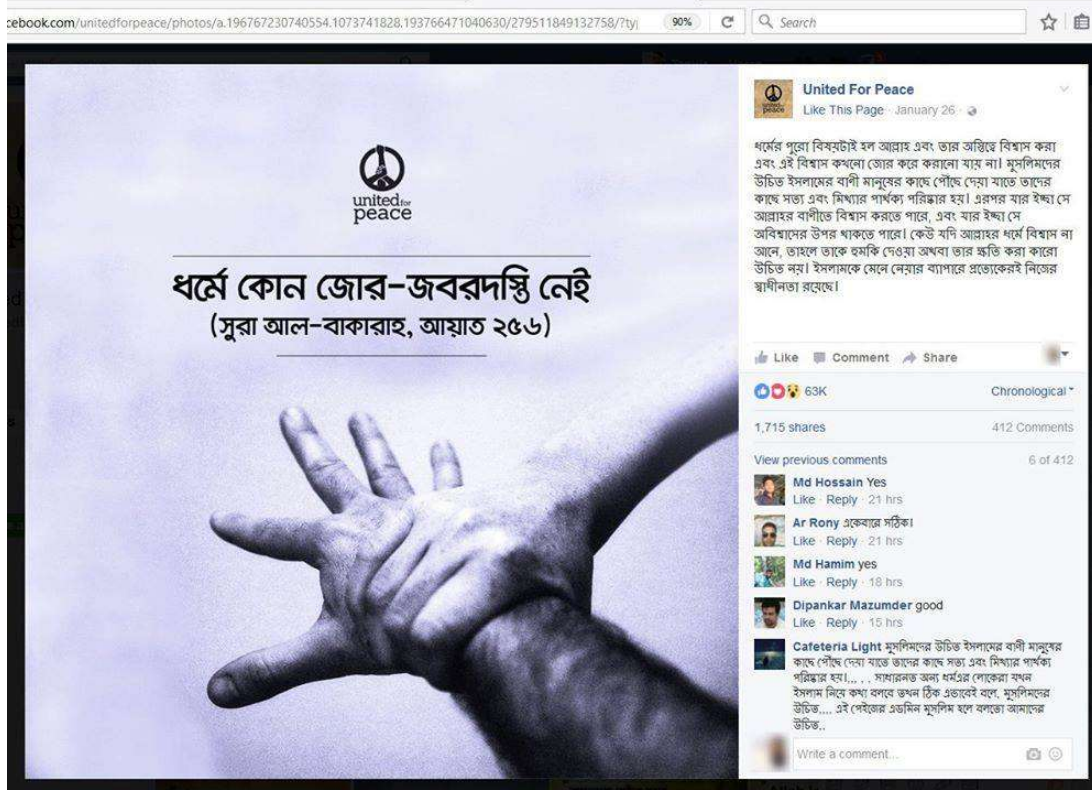 cebook.com/unitedforpeace/photos/a.196767230740554.1073741828.193766471040630/279511849132758/?ty
90%
Search
united for
peace
ধর্মে কোন জোর-জবরদস্তি নেই
(সুরা আল-বাকারাহ, আয়াত ২৫৬)
United For Peace
Like This Page · January 26 ·
ধর্মের পুরো বিষয়টাই হল আল্লাহ এবং তার অস্তিত্বে বিশ্বাস করা
এবং এই বিশ্বাস কখনো জোর করে করানো যায় না। মুসলিমদের
উচিত ইসলামের বাণী মানুষের কাছে পৌঁছে দেয়া যাতে তাদের
কাছে সত্য এবং মিথ্যার পার্থক্য পরিষ্কার হয়। এরপর যার ইচ্ছা সে
আল্লাহর বাণীতে বিশ্বাস করতে পারে, এবং যার ইচ্ছা সে
অবিশ্বাসের উপর থাকতে পারে। কেউ যদি আল্লাহর ধর্মে বিশ্বাস না
আনে, তাহলে তাকে হুমকি দেওয়া অথবা তার ক্ষতি করা কারো
উচিত নয়। ইসলামকে মেনে নেয়ার ব্যাপারে প্রত্যেকেরই নিজের
স্বাধীনতা রয়েছে।
Like Comment Share
63K Chronological
1,715 shares 412 Comments
View previous comments 6 of 412
Md Hossain Yes
Like · Reply · 21 hrs
Ar Rony একেবারে সঠিক।
Like · Reply · 21 hrs
Md Hamim yes
Like · Reply · 18 hrs
Dipankar Mazumder good
Like · Reply · 15 hrs
Cafeteria Light মুসলিমদের উচিত ইসলামের বাণী মানুষের
কাছে পৌঁছে দেয়া যাতে তাদের কাছে সত্য এবং মিথ্যার পার্থক্য
পরিষ্কার হয়।,.. . . সাধারনত অন্য ধর্মএর লোকেরা যখন
ইসলাম নিয়ে কথা বলবে তখন ঠিক এভাবেই বলে, মুসলিমদের
উচিত.... এই পেইজের এডমিন মুসলিম হলে বলতো আমাদের
উচিত..
Write a comment...